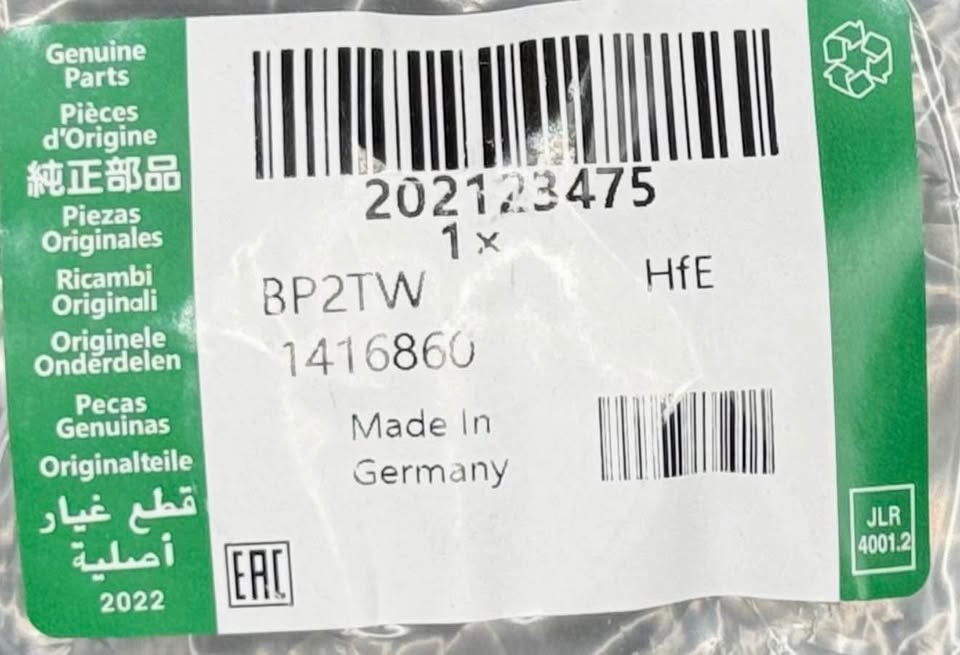 Genuine
Parts
Pièces
d'Origine
純正部品
Piezas
Originales
Ricambi
Originali
Originele
Onderdelen
Pecas
Genuinas
Originalteile
قطع غيار
أصلية
2022
202123475
1 x
BP2TW
HfE
1416860
Made In
Germany
EAC
JLR
4001.2